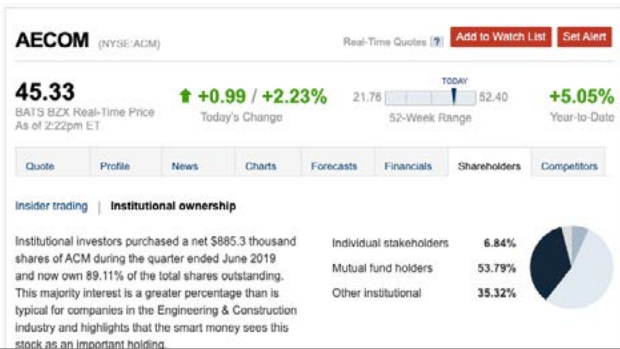 AECOM (NYSE:ACM)
Real-Time Quotes [?] Add to Watch List Set Alert
45.33
BATS BZX Real-Time Price
As of 2:22pm ET
+0.99 / +2.23%
Today's Change
TODAY
21.76 52.40
52-Week Range
+5.05%
Year-to-Date
Quote Profile News Charts Forecasts Financials Shareholders Competitors
Insider trading | Institutional ownership
Institutional investors purchased a net $885.3 thousand
shares of ACM during the quarter ended June 2019
and now own 89.11% of the total shares outstanding.
This majority interest is a greater percentage than is
typical for companies in the Engineering & Construction
industry and highlights that the smart money sees this
stock as an important holding.
Individual stakeholders 6.84%
Mutual fund holders 53.79%
Other institutional 35.32%